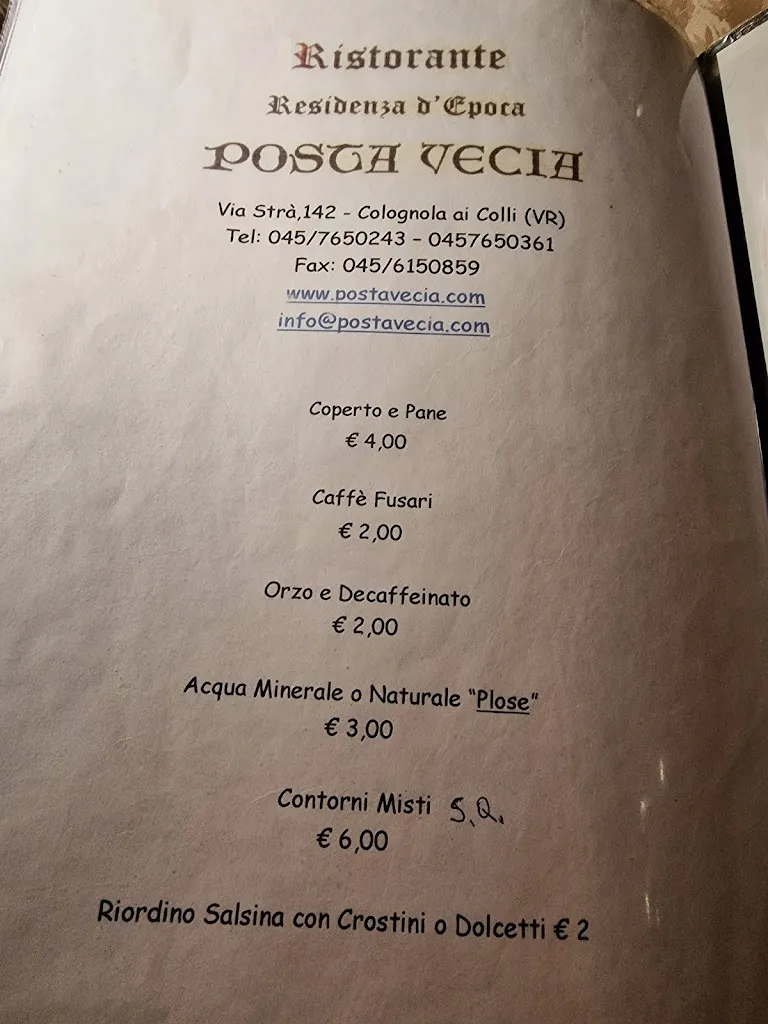 Ristorante
Residenza d'Epoca
POSTA VECIA
Via Strà,142 - Colognola ai Colli (VR)
Tel: 045/7650243 – 0457650361
Fax: 045/6150859
www.postavecia.com
info@postavecia.com
Coperto e Pane
€ 4,00
Caffè Fusari
€ 2,00
Orzo e Decaffeinato
€ 2,00
Acqua Minerale o Naturale “Plose”
€ 3,00
Contorni Misti S.Q.
€ 6,00
Riordino Salsina con Crostini o Dolcetti € 2